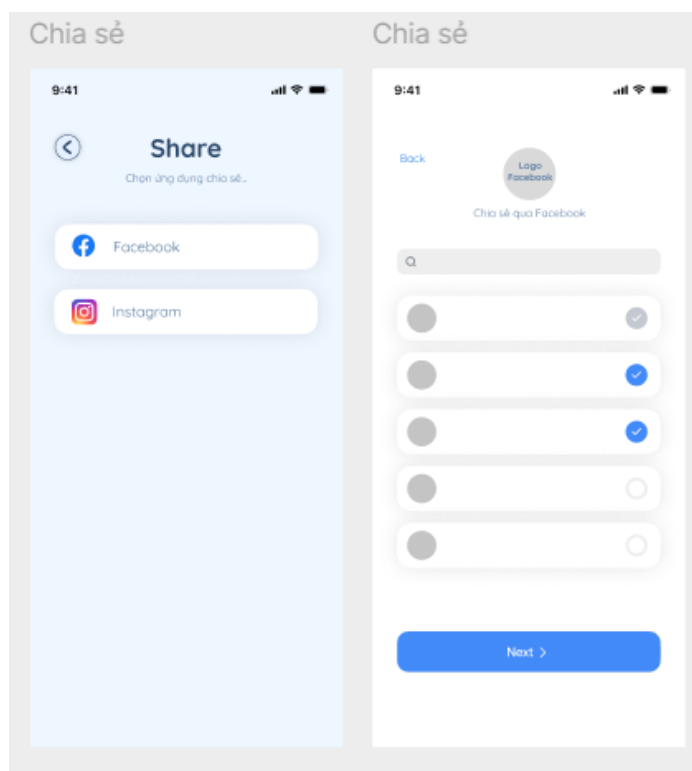 Chia sẻ
Chia sẻ
9:41
Share
Chọn ứng dụng chia sẻ..
Facebook
Instagram
9:41
Back
Logo
Facebook
Chia sẻ qua Facebook
Next >